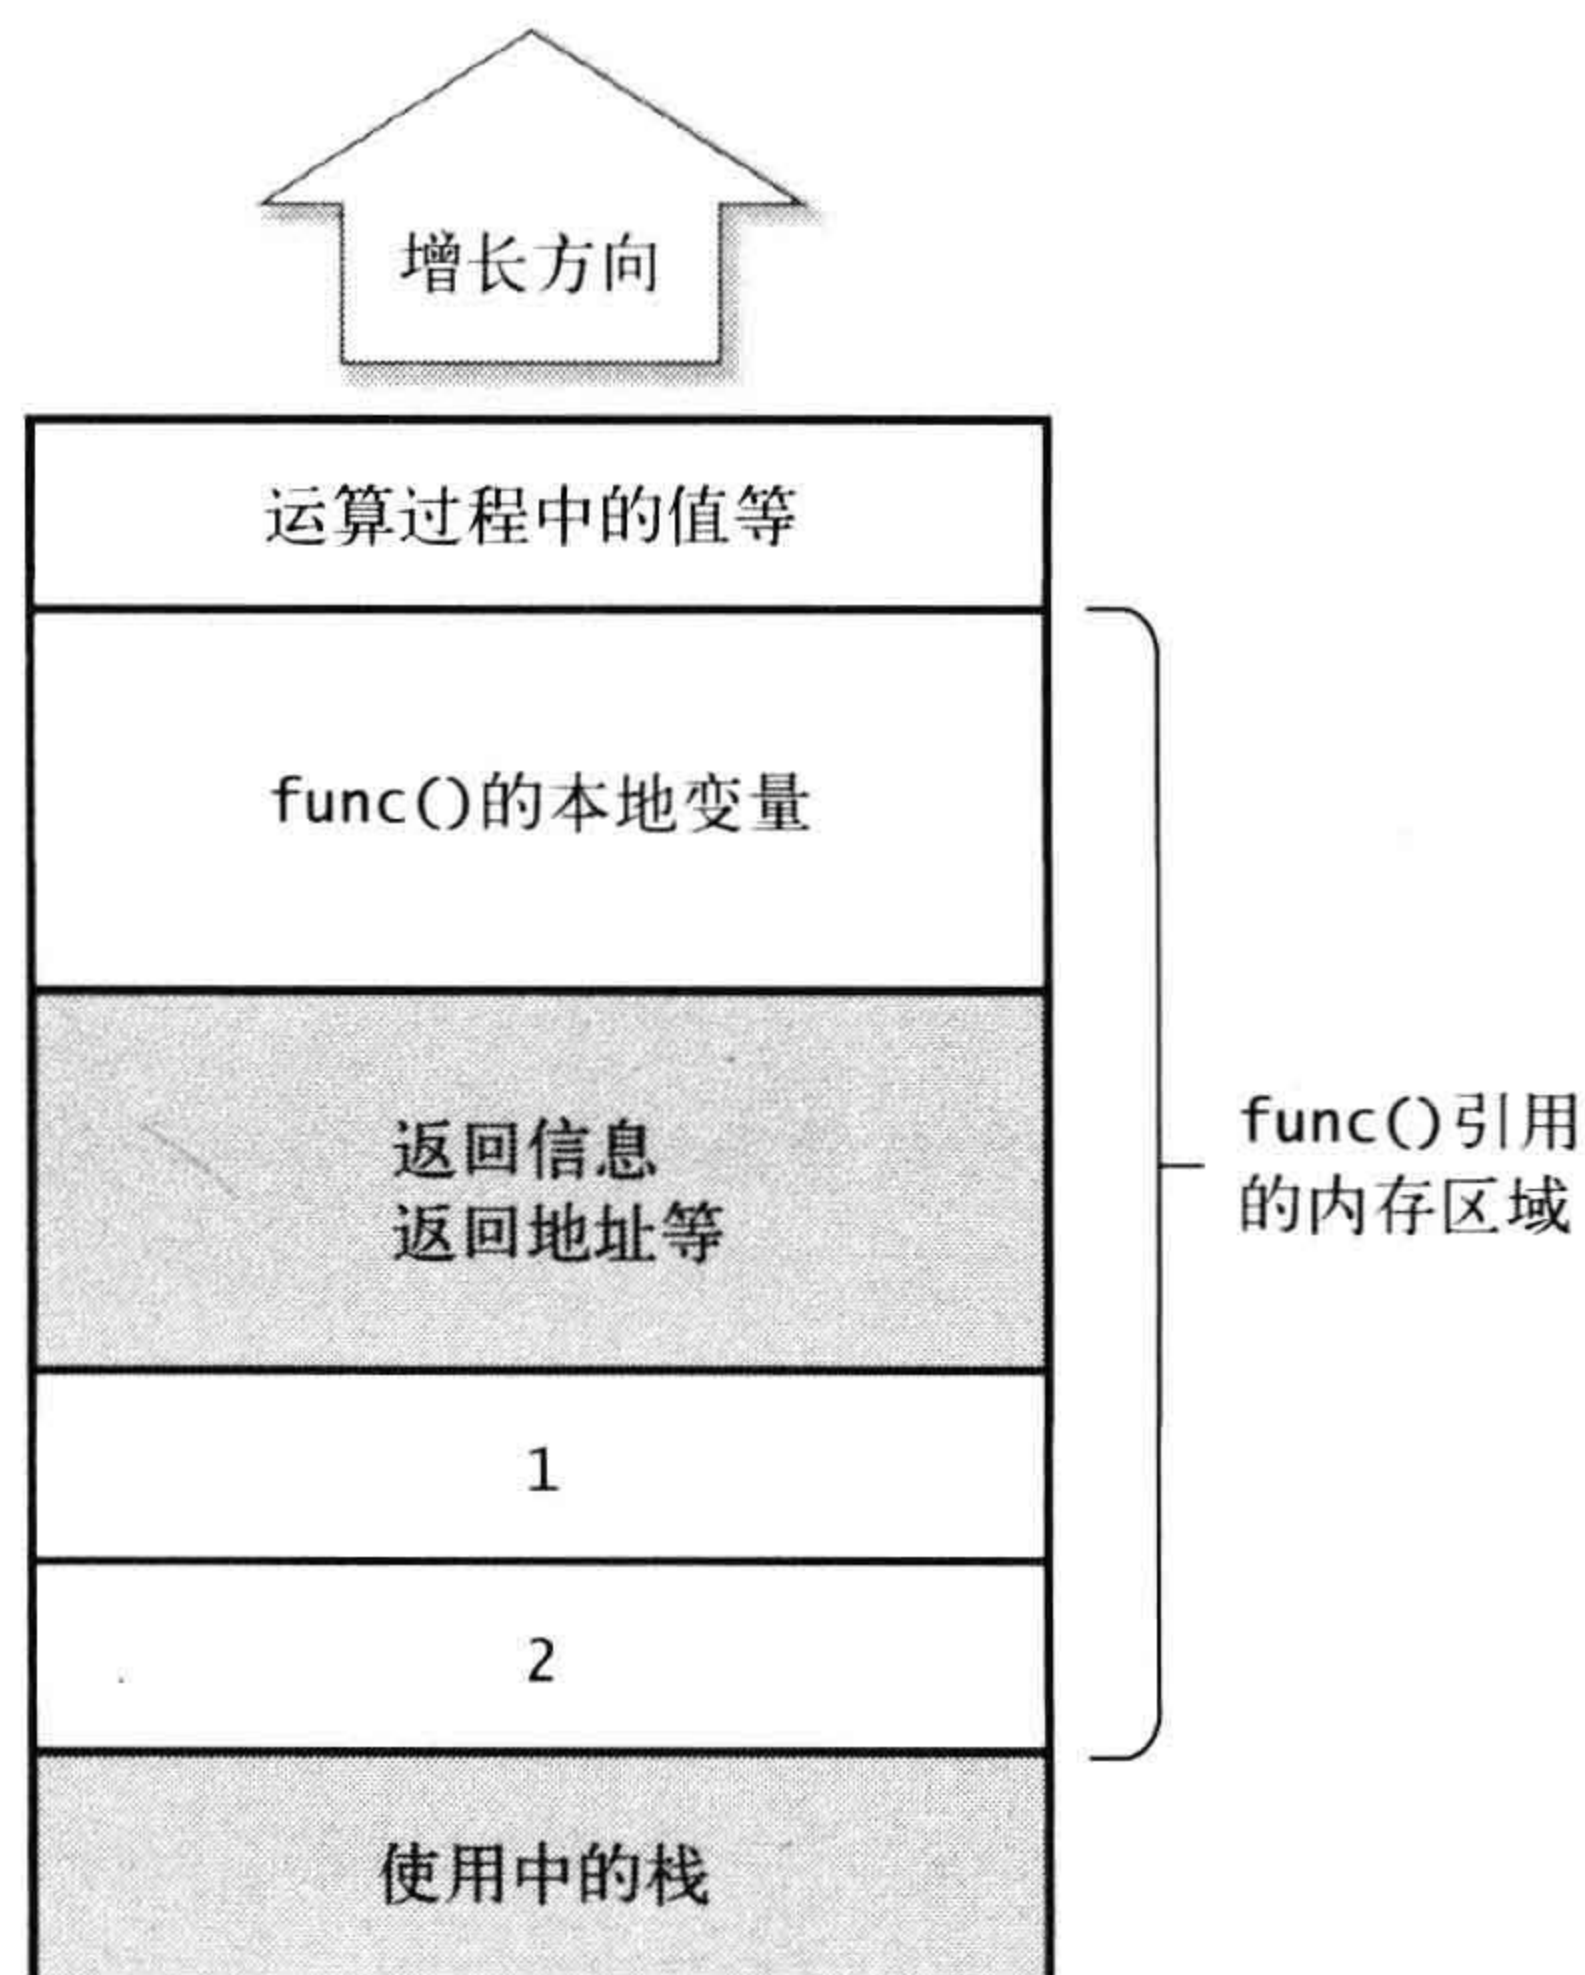 增长方向
运算过程中的值等
func()的本地变量
返回信息
返回地址等
func()引用
的内存区域
1
2
使用中的栈